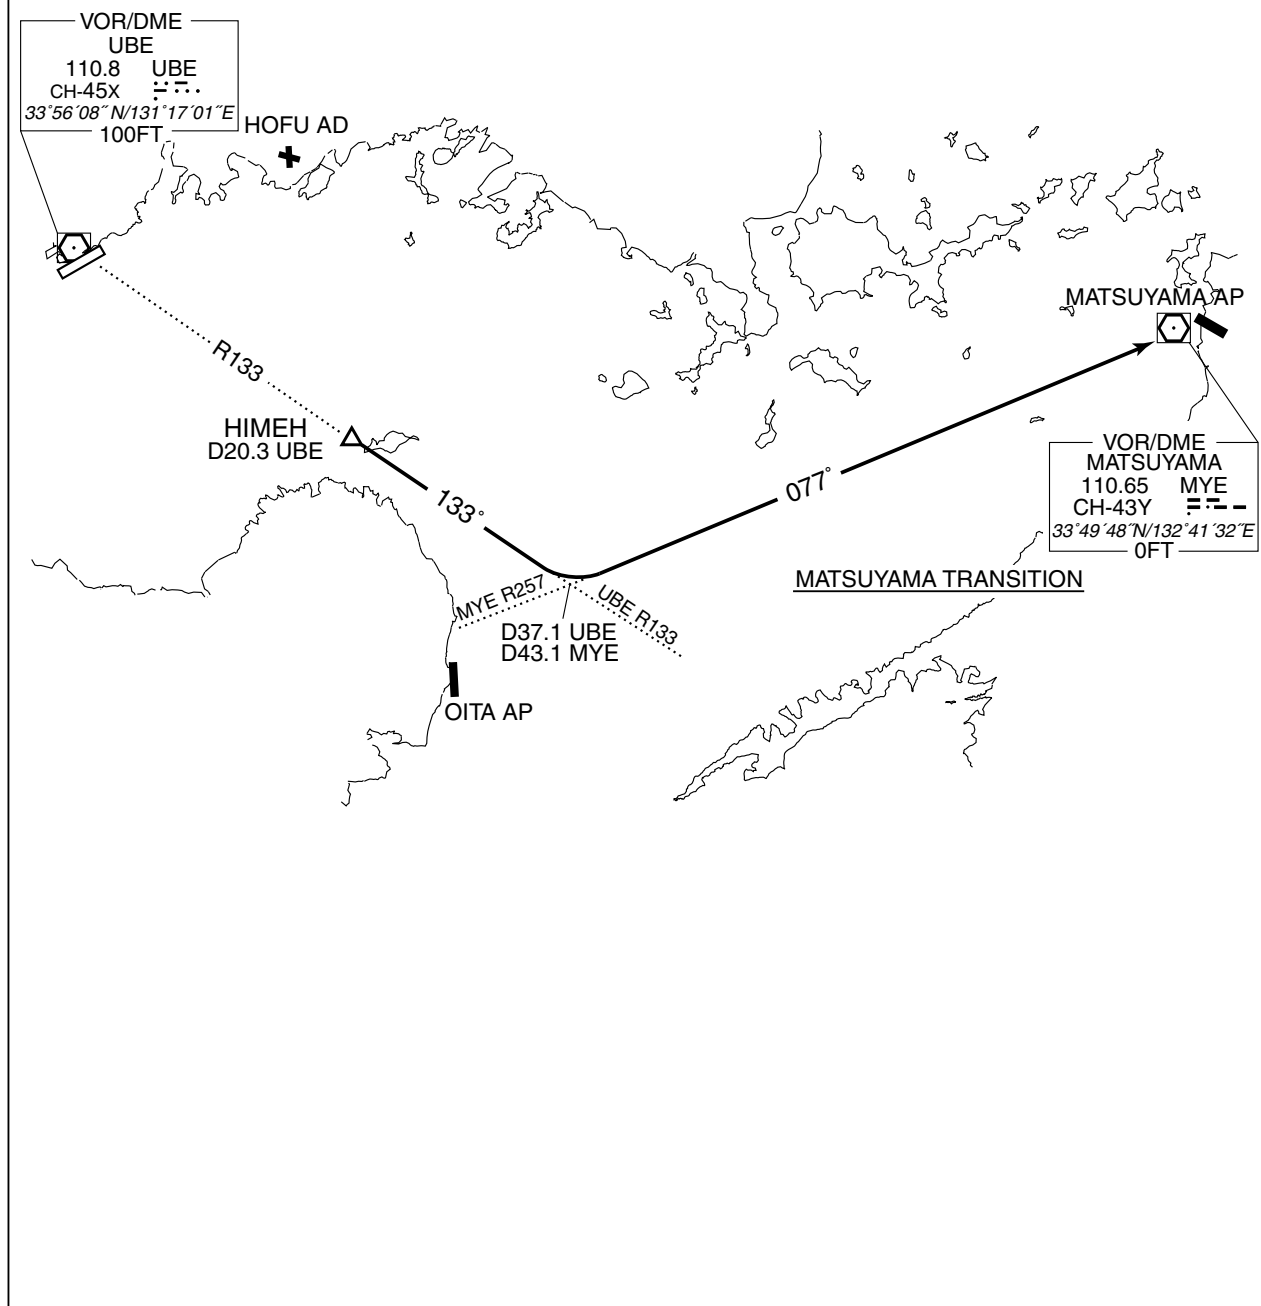 VOR/DME
UBE
110.8 UBE
CH-45X
33°56′08″N/131°17′01″E
100FT
HOFU AD
MATSUYAMA AP
R133
HIMEH
D20.3 UBE
133°
077°
VOR/DME
MATSUYAMA
110.65 MYE
CH-43Y
33°49′48″N/132°41′32″E
0FT
MATSUYAMA TRANSITION
MYE R257
UBE R133
D37.1 UBE
D43.1 MYE
OITA AP